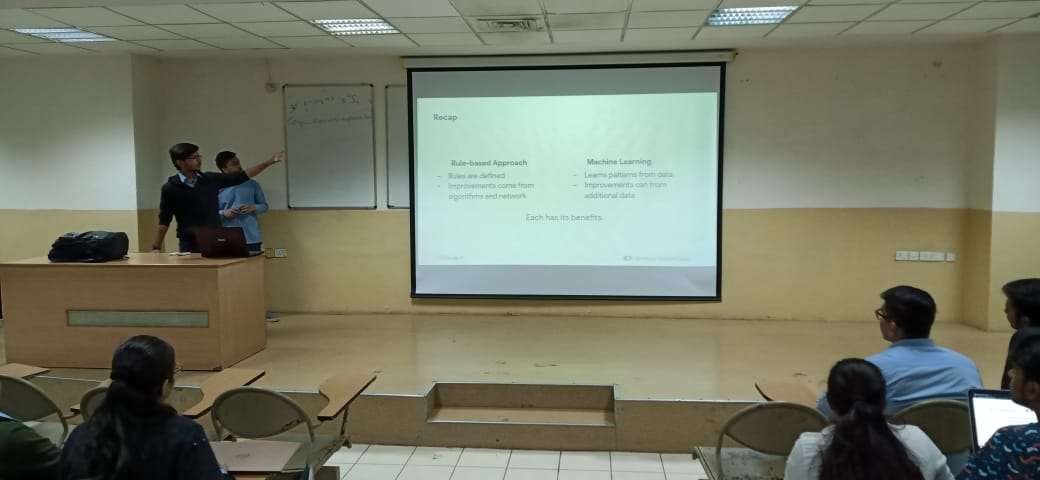 Recap
Rule-based Approach
- Rules are defined
- Improvements come from
algorithms and network
Machine Learning
- Learns patterns from data
- Improvements can from
additional data
Each has its benefits